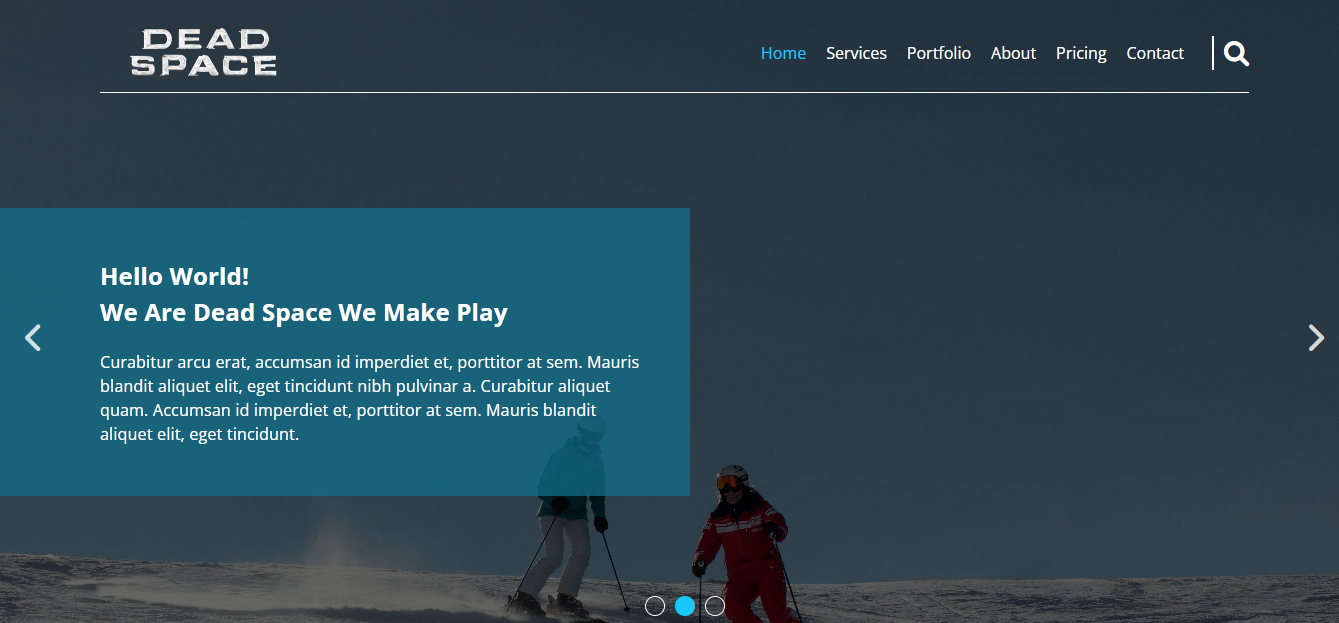 DEAD
SPACE
Home Services Portfolio About Pricing Contact
Hello World!
We Are Dead Space We Make Play
Curabitur arcu erat, accumsan id imperdiet et, porttitor at sem. Mauris
blandit aliquet elit, eget tincidunt nibh pulvinar a. Curabitur aliquet
quam. Accumsan id imperdiet et, porttitor at sem. Mauris blandit
aliquet elit, eget tincidunt.